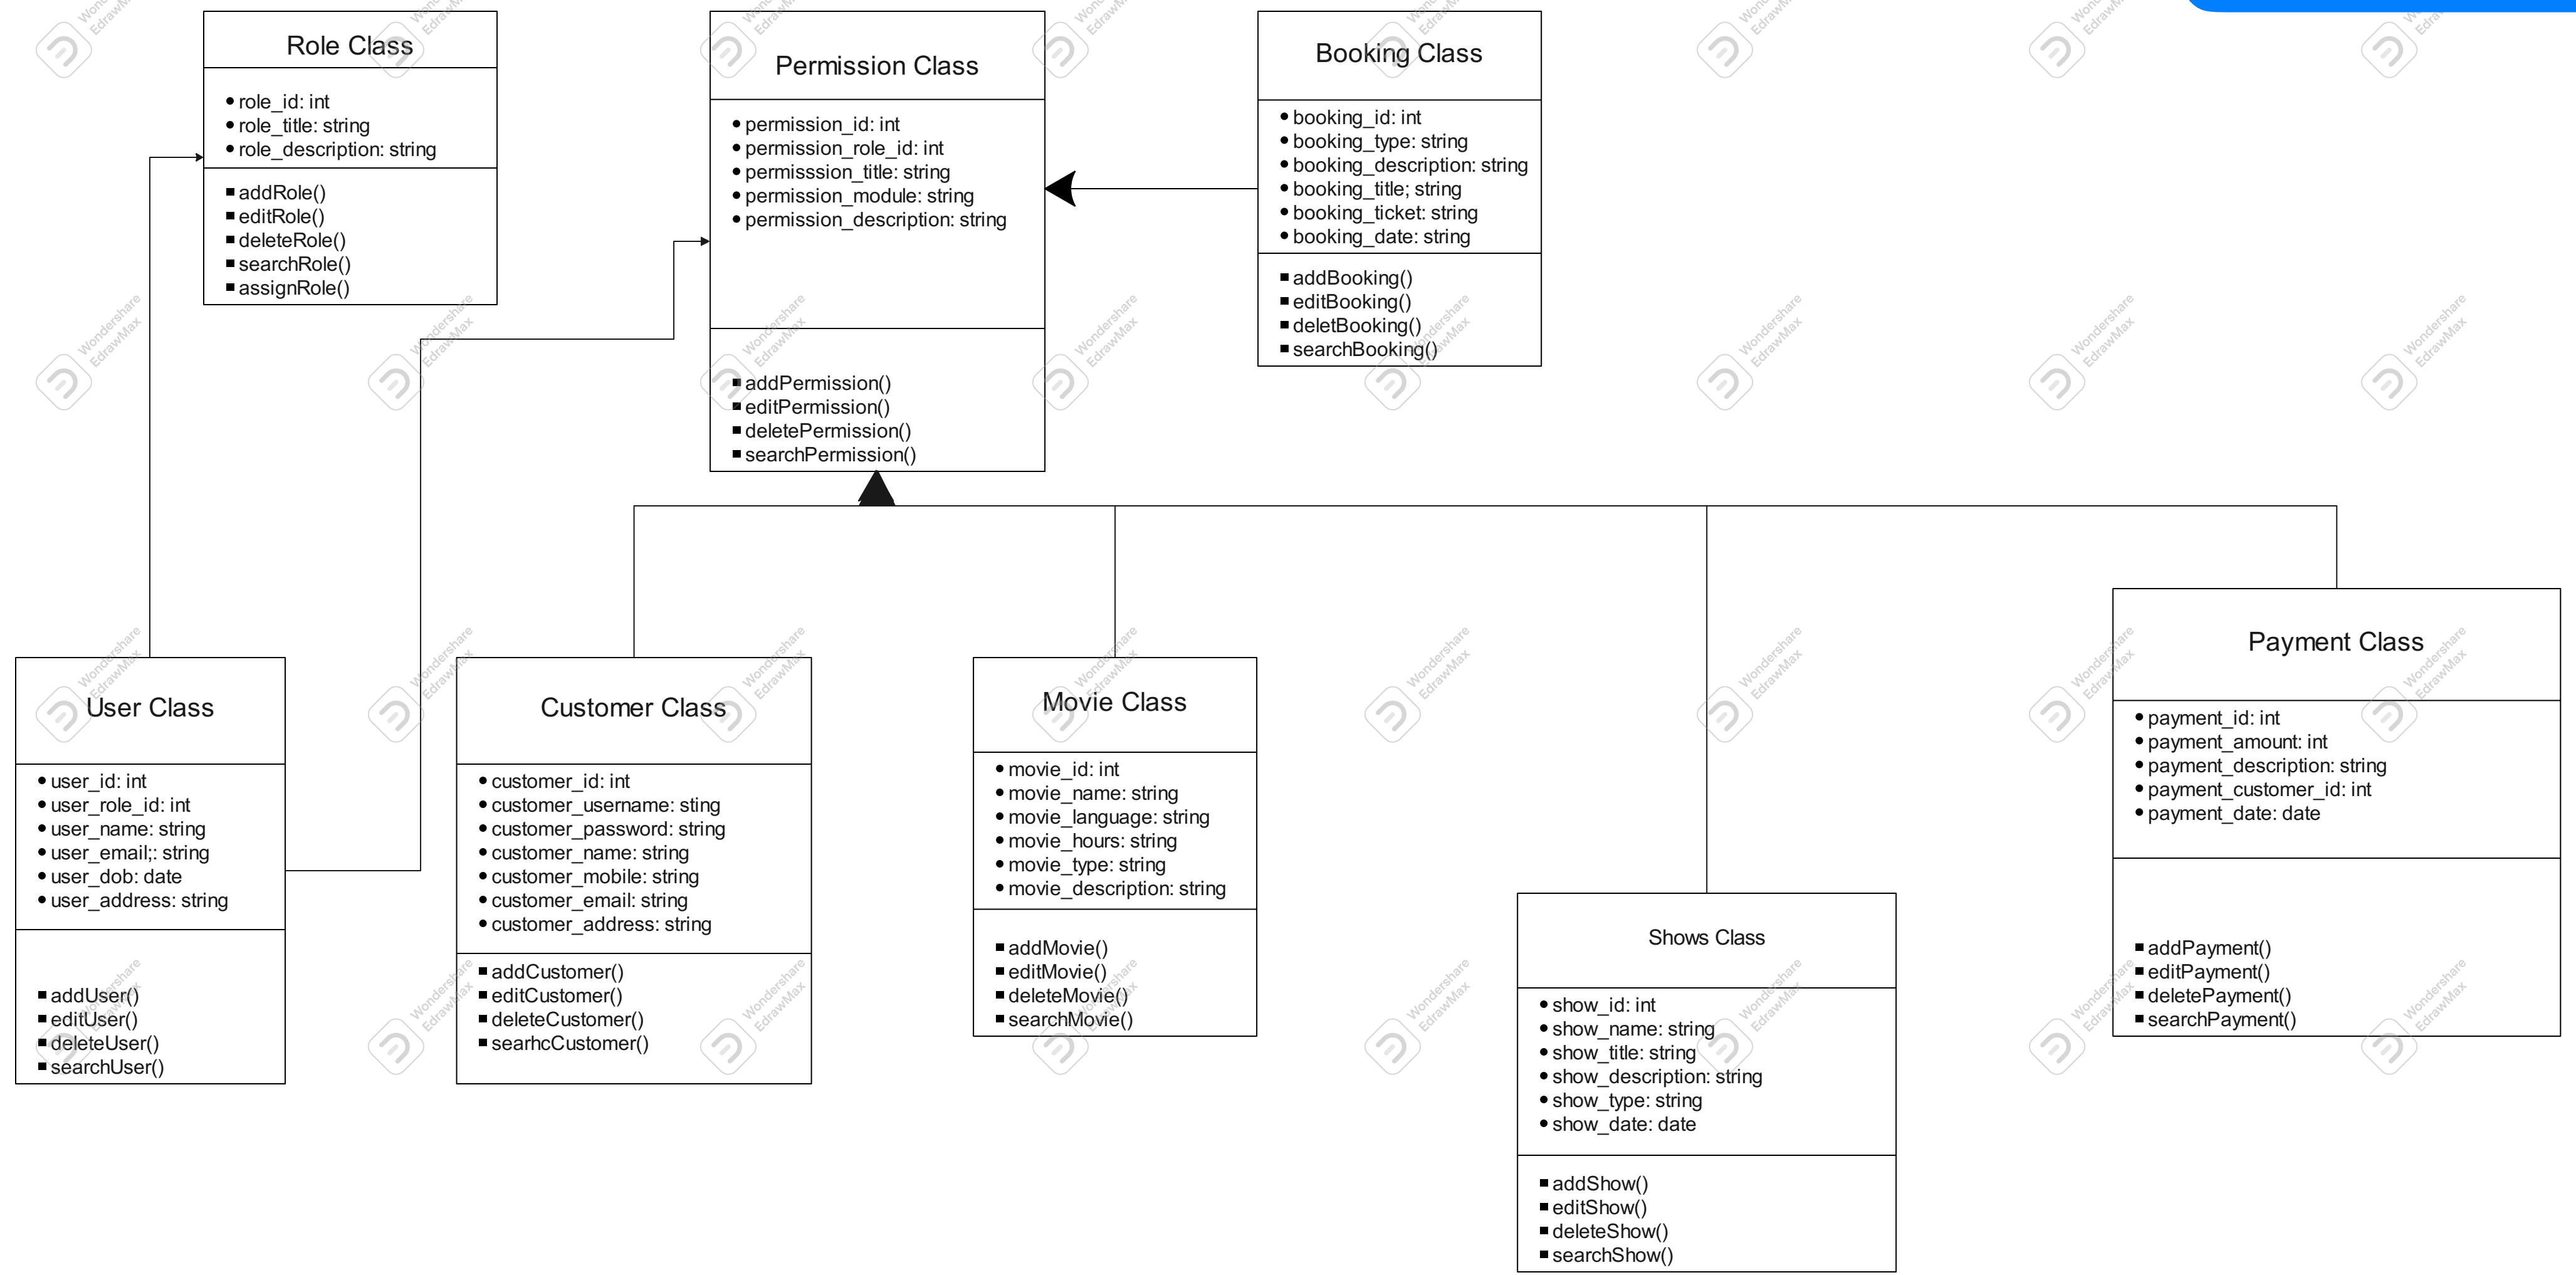 Role Class
role_id: int
role_title: string
role_description: string
addRole()
editRole()
deleteRole()
searchRole()
assignRole()
Permission Class
permission_id: int
permission_role_id: int
permisssion_title: string
permission_module: string
permission_description: string
addPermission()
editPermission()
deletePermission()
searchPermission()
Booking Class
booking_id: int
booking_type: string
booking_description: string
booking_title; string
booking_ticket: string
booking_date: string
addBooking()
editBooking()
deletBooking()
searchBooking()
User Class
user_id: int
user_role_id: int
user_name: string
user_email;: string
user_dob: date
user_address: string
addUser()
editUser()
deleteUser()
searchUser()
Customer Class
customer_id: int
customer_username: sting
customer_password: string
customer_name: string
customer_mobile: string
customer_email: string
customer_address: string
addCustomer()
editCustomer()
deleteCustomer()
searhcCustomer()
Movie Class
movie_id: int
movie_name: string
movie_language: string
movie_hours: string
movie_type: string
movie_description: string
addMovie()
editMovie()
deleteMovie()
searchMovie()
Shows Class
show_id: int
show_name: string
show_title: string
show_description: string
show_type: string
show_date: date
addShow()
editShow()
deleteShow()
searchShow()
Payment Class
payment_id: int
payment_amount: int
payment_description: string
payment_customer_id: int
payment_date: date
addPayment()
editPayment()
deletePayment()
searchPayment()
Wondershare
EdrawMax